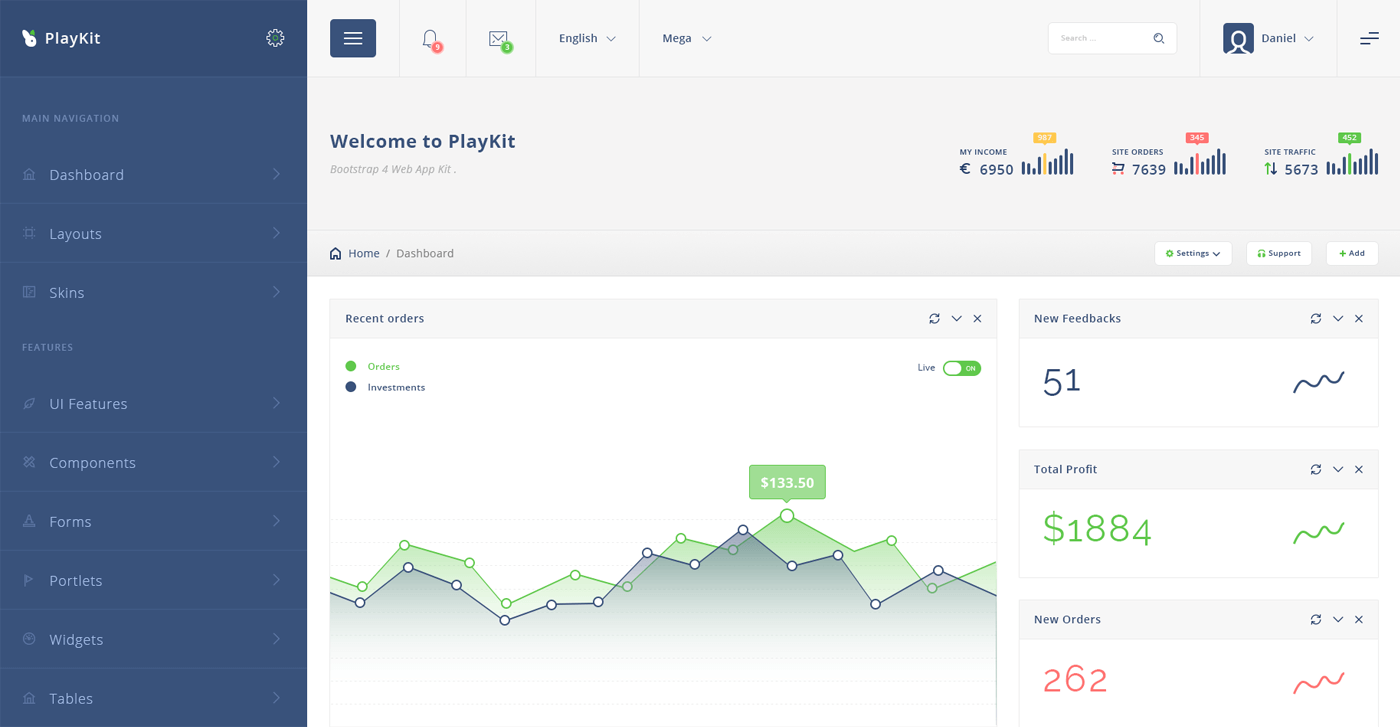 PlayKit
MAIN NAVIGATION
Dashboard
Layouts
Skins
FEATURES
UI Features
Components
Forms
Portlets
Widgets
Tables
9
3
English
Mega
Search ...
Daniel
Welcome to PlayKit
Bootstrap 4 Web App Kit .
MY INCOME
€ 6950
987
SITE ORDERS
7639
345
SITE TRAFFIC
5673
452
Home / Dashboard
Settings
Support
+ Add
Recent orders
Orders
Investments
Live
ON
$133.50
New Feedbacks
51
Total Profit
$1884
New Orders
262